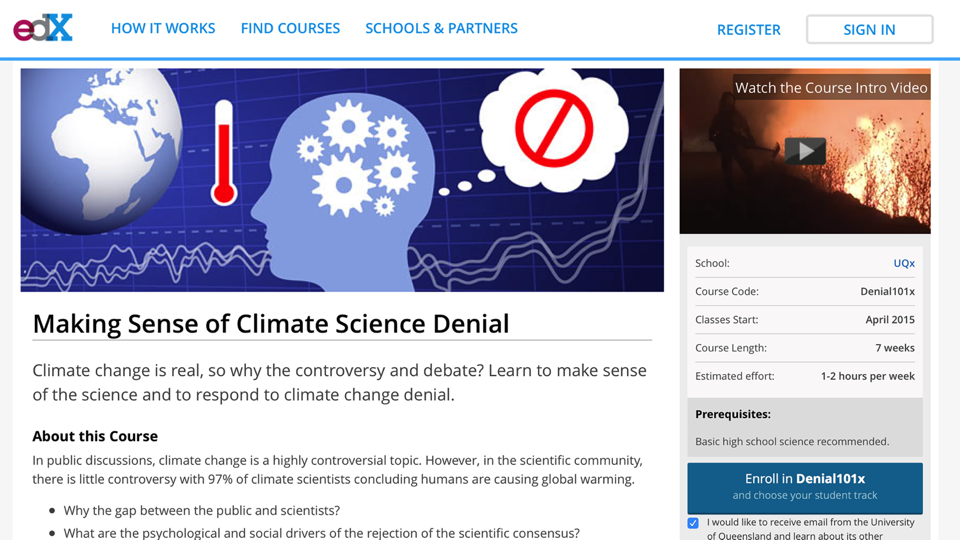 edX HOW IT WORKS FIND COURSES SCHOOLS & PARTNERS REGISTER SIGN IN
Watch the Course Intro Video
Making Sense of Climate Science Denial
Climate change is real, so why the controversy and debate? Learn to make sense
of the science and to respond to climate change denial.
About this Course
In public discussions, climate change is a highly controversial topic. However, in the scientific community,
there is little controversy with 97% of climate scientists concluding humans are causing global warming.
• Why the gap between the public and scientists?
• What are the psychological and social drivers of the rejection of the scientific consensus?
School: UQx
Course Code: Denial101x
Classes Start: April 2015
Course Length: 7 weeks
Estimated effort: 1-2 hours per week
Prerequisites:
Basic high school science recommended.
Enroll in Denial101x
and choose your student track
I would like to receive email from the University
of Queensland and learn about its other